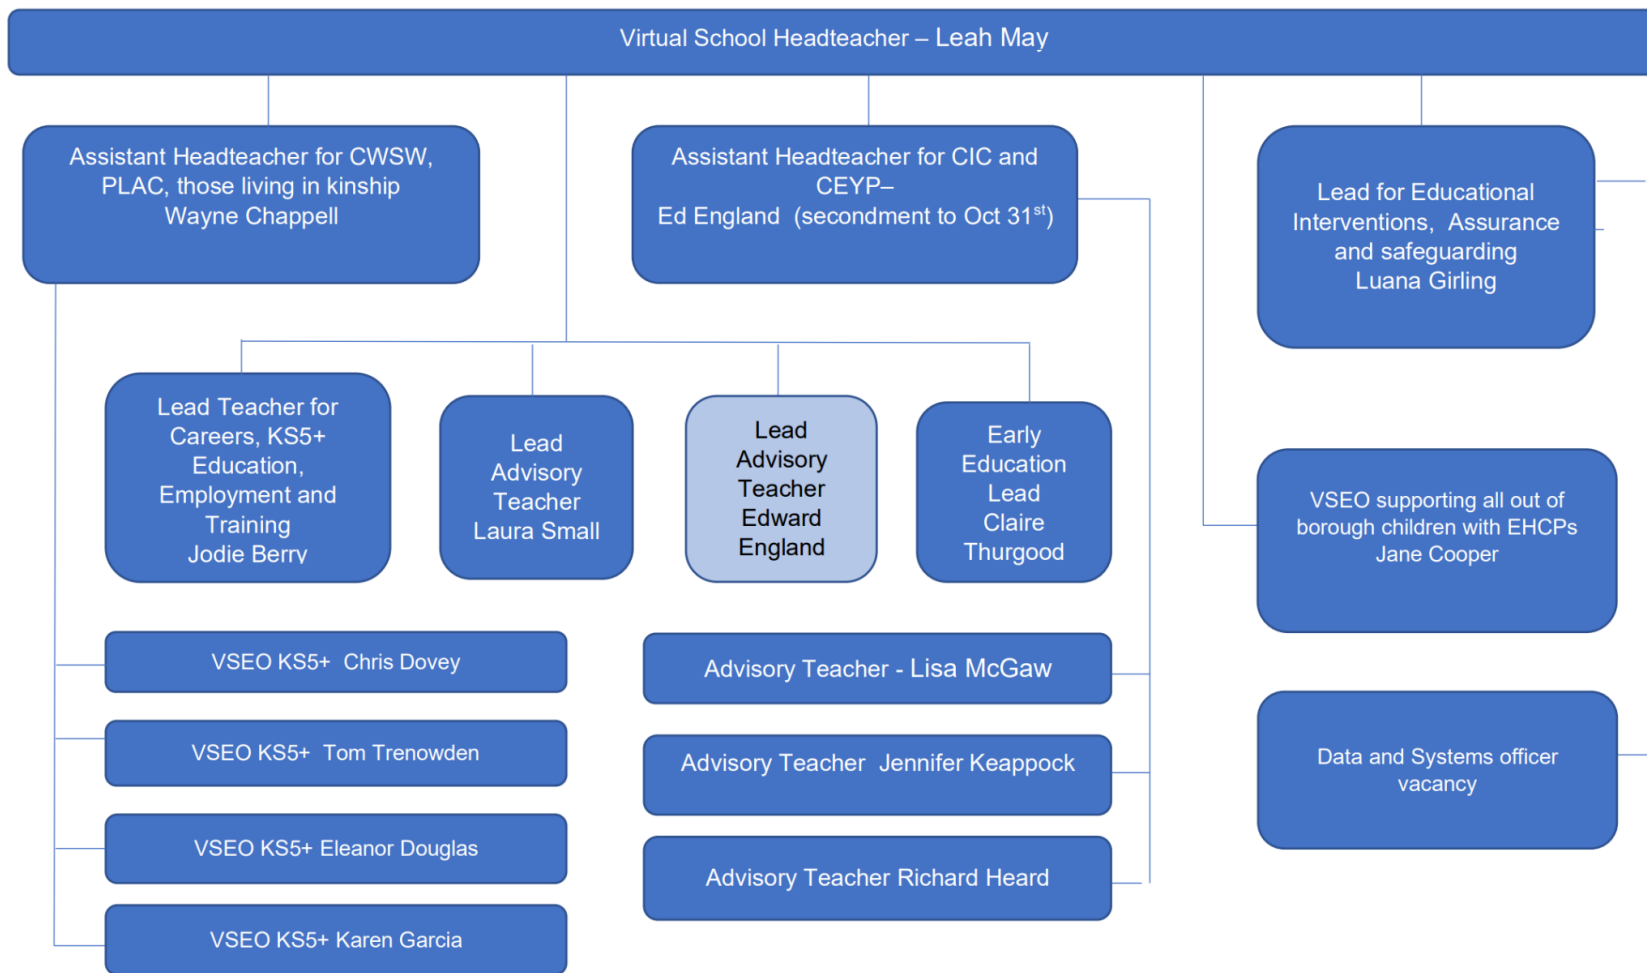 Virtual School Headteacher – Leah May
Assistant Headteacher for CWSW,
PLAC, those living in kinship
Wayne Chappell
Assistant Headteacher for CIC and
CEYP–
Ed England  (secondment to Oct 31st)
Lead for Educational
Interventions,  Assurance
and safeguarding
Luana Girling
Lead Teacher for
Careers, KS5+
Education,
Employment and
Training
Jodie Berry
Lead
Advisory
Teacher
Laura Small
Lead
Advisory
Teacher
Edward
England
Early
Education
Lead
Claire
Thurgood
VSEO supporting all out of
borough children with EHCPs
Jane Cooper
VSEO KS5+  Chris Dovey
VSEO KS5+  Tom Trenowden
VSEO KS5+ Eleanor Douglas
VSEO KS5+ Karen Garcia
Advisory Teacher - Lisa McGaw
Advisory Teacher  Jennifer Keappock
Advisory Teacher Richard Heard
Data and Systems officer
vacancy